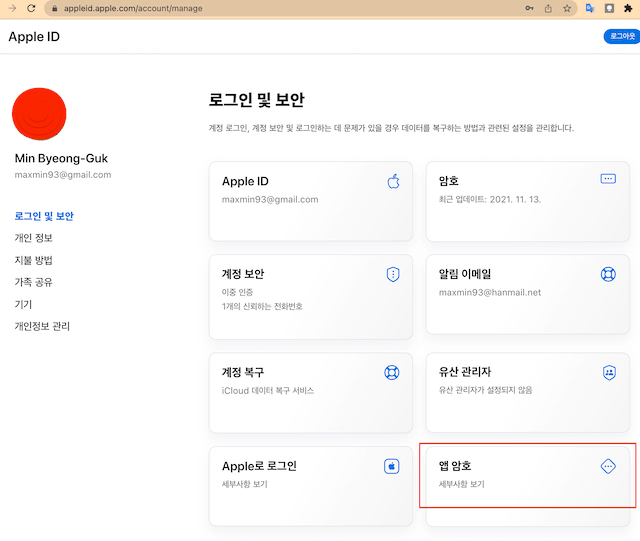 appleid.apple.com/account/manage
Apple ID
로그아웃
로그인 및 보안
계정 로그인, 계정 보안 및 로그인하는 데 문제가 있을 경우 데이터를 복구하는 방법과 관련된 설정을 관리합니다.
Min Byeong-Guk
maxmin93@gmail.com
로그인 및 보안
개인 정보
지불 방법
가족 공유
기기
개인정보 관리
Apple ID
maxmin93@gmail.com
암호
최근 업데이트: 2021. 11. 13.
계정 보안
이중 인증
1개의 신뢰하는 전화번호
알림 이메일
maxmin93@hanmail.net
계정 복구
iCloud 데이터 복구 서비스
유산 관리자
유산 관리자가 설정되지 않음
Apple로 로그인
세부사항 보기
앱 암호
세부사항 보기